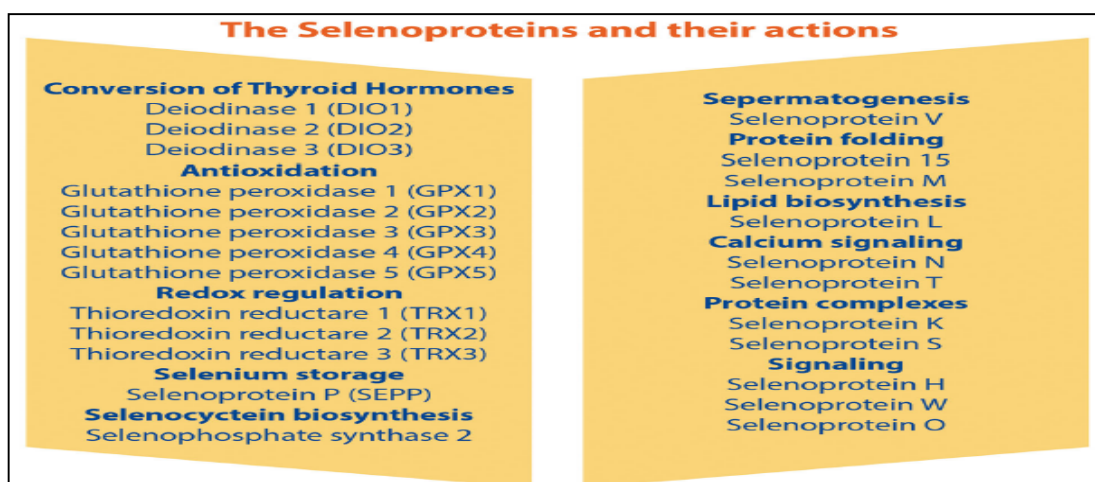 The Selenoproteins and their actions
Conversion of Thyroid Hormones
Deiodinase 1 (DIO1)
Deiodinase 2 (DIO2)
Deiodinase 3 (DIO3)
Antioxidation
Glutathione peroxidase 1 (GPX1)
Glutathione peroxidase 2 (GPX2)
Glutathione peroxidase 3 (GPX3)
Glutathione peroxidase 4 (GPX4)
Glutathione peroxidase 5 (GPX5)
Redox regulation
Thioredoxin reductare 1 (TRX1)
Thioredoxin reductare 2 (TRX2)
Thioredoxin reductare 3 (TRX3)
Selenium storage
Selenoprotein P (SEPP)
Selenocyctein biosynthesis
Selenophosphate synthase 2
Sepermatogenesis
Selenoprotein V
Protein folding
Selenoprotein 15
Selenoprotein M
Lipid biosynthesis
Selenoprotein L
Calcium signaling
Selenoprotein N
Selenoprotein T
Protein complexes
Selenoprotein K
Selenoprotein S
Signaling
Selenoprotein H
Selenoprotein W
Selenoprotein O